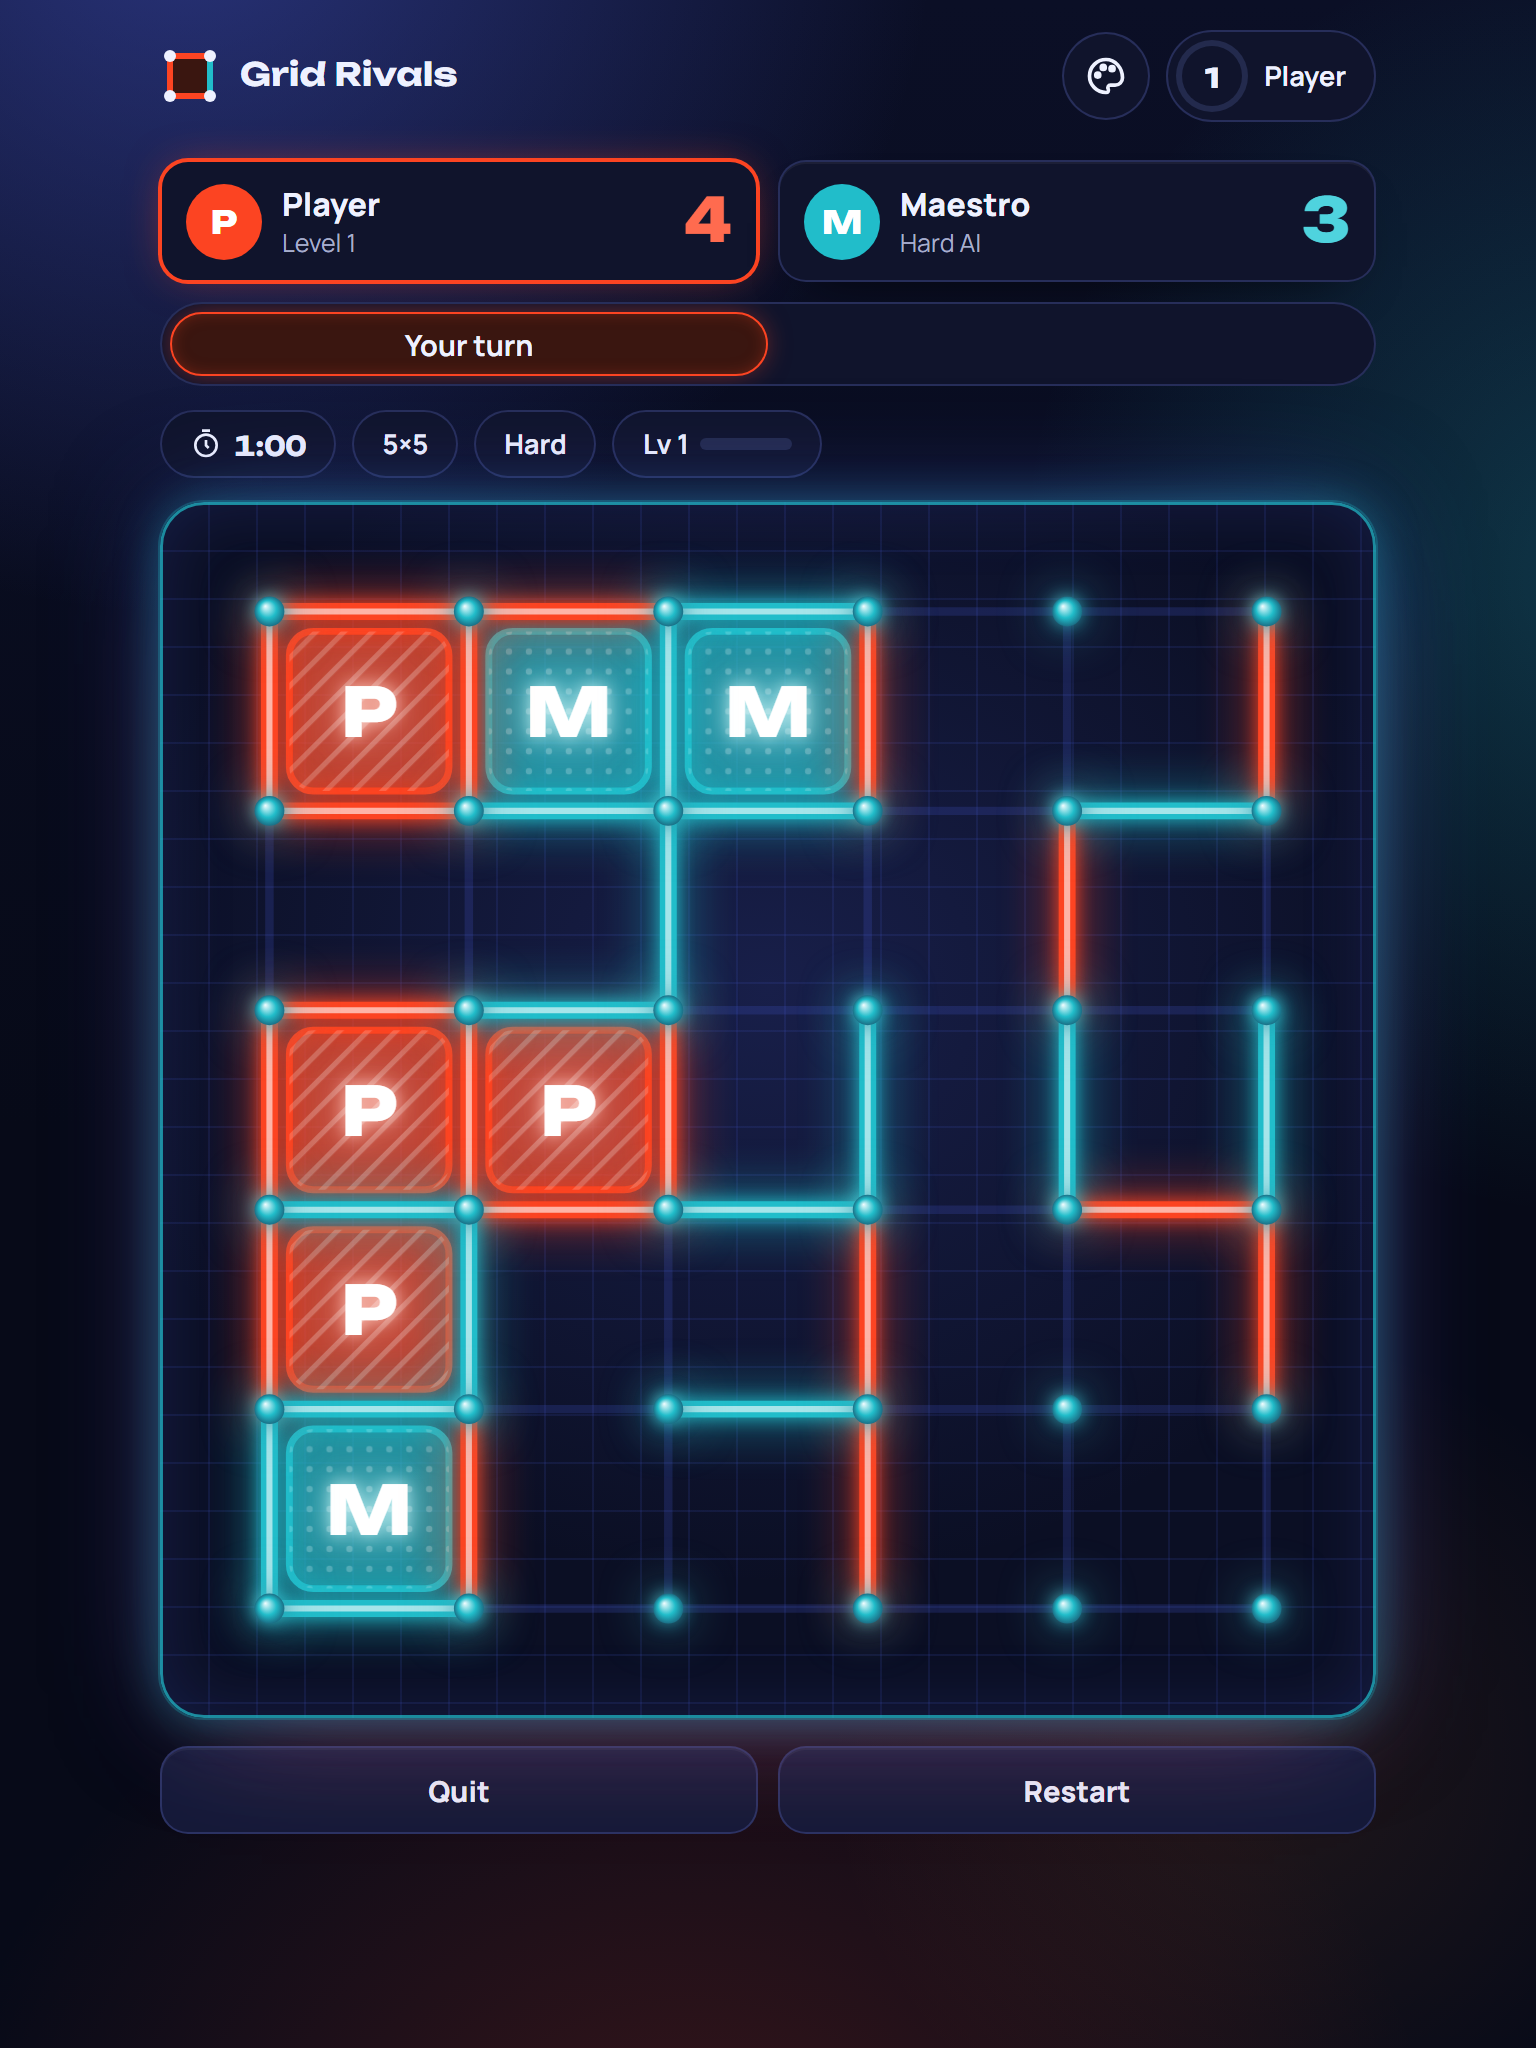 Grid Rivals
1 Player
P Player 4
Level 1
M Maestro 3
Hard AI
Your turn
1:00 5×5 Hard Lv 1
P M M
P P
P
M
Quit Restart